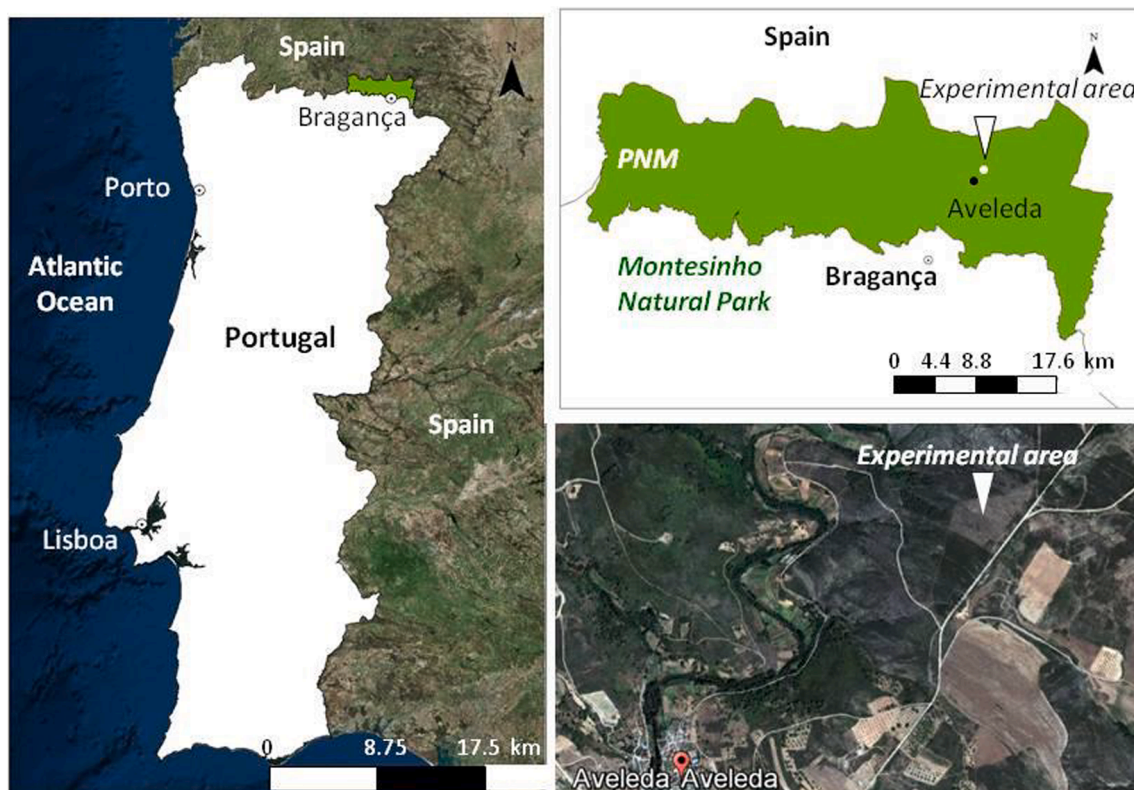 Spain
N
Bragança
Porto
Atlantic
Ocean
Portugal
Spain
Lisboa
0 8.75 17.5 km
Spain
N
Experimental area
PNM
Aveleda
Montesinho
Natural Park
Bragança
0 4.4 8.8 17.6 km
Experimental area
Aveleda Aveleda